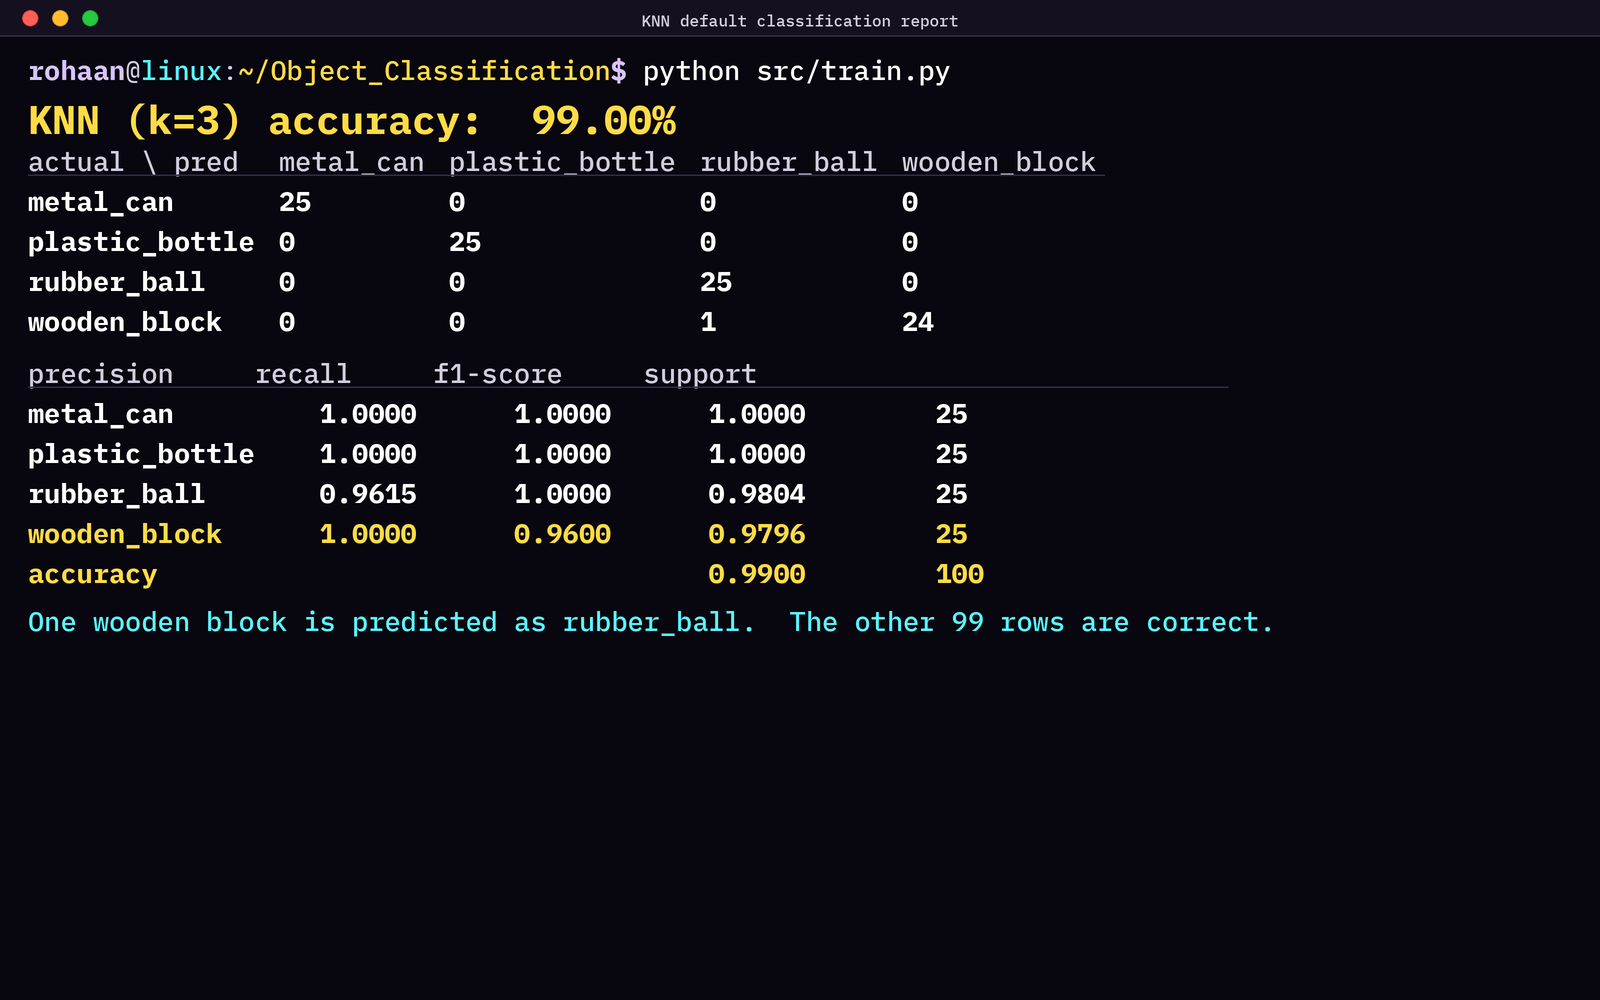 KNN default classification report
rohaan@linux:~/Object_Classification$ python src/train.py
KNN (k=3) accuracy:  99.00%
actual \ pred  metal_can  plastic_bottle  rubber_ball  wooden_block
metal_can  25  0  0  0
plastic_bottle  0  25  0  0
rubber_ball  0  0  25  0
wooden_block  0  0  1  24
precision  recall  f1-score  support
metal_can  1.0000  1.0000  1.0000  25
plastic_bottle  1.0000  1.0000  1.0000  25
rubber_ball  0.9615  1.0000  0.9804  25
wooden_block  1.0000  0.9600  0.9796  25
accuracy  0.9900  100
One wooden block is predicted as rubber_ball.  The other 99 rows are correct.